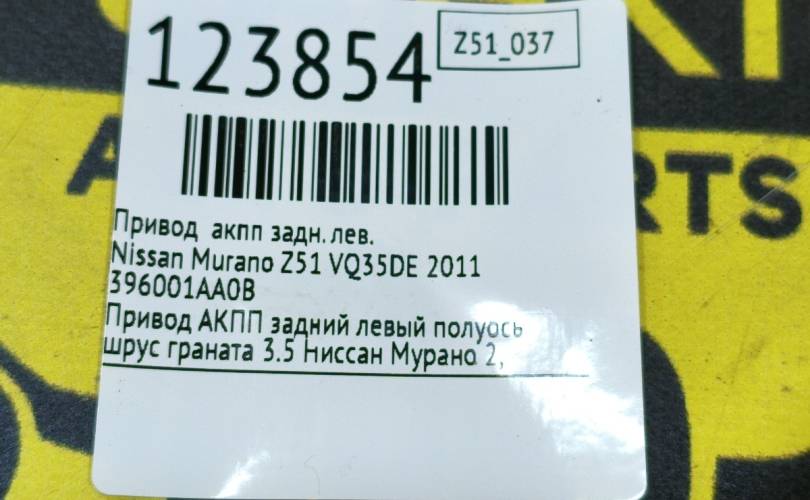 123854
Z51_037
Привод акпп задн. лев.
Nissan Murano Z51 VQ35DE 2011
396001AA0B
Привод АКПП задний левый полуось
шрус граната 3.5 Ниссан Мурано 2,
RTS